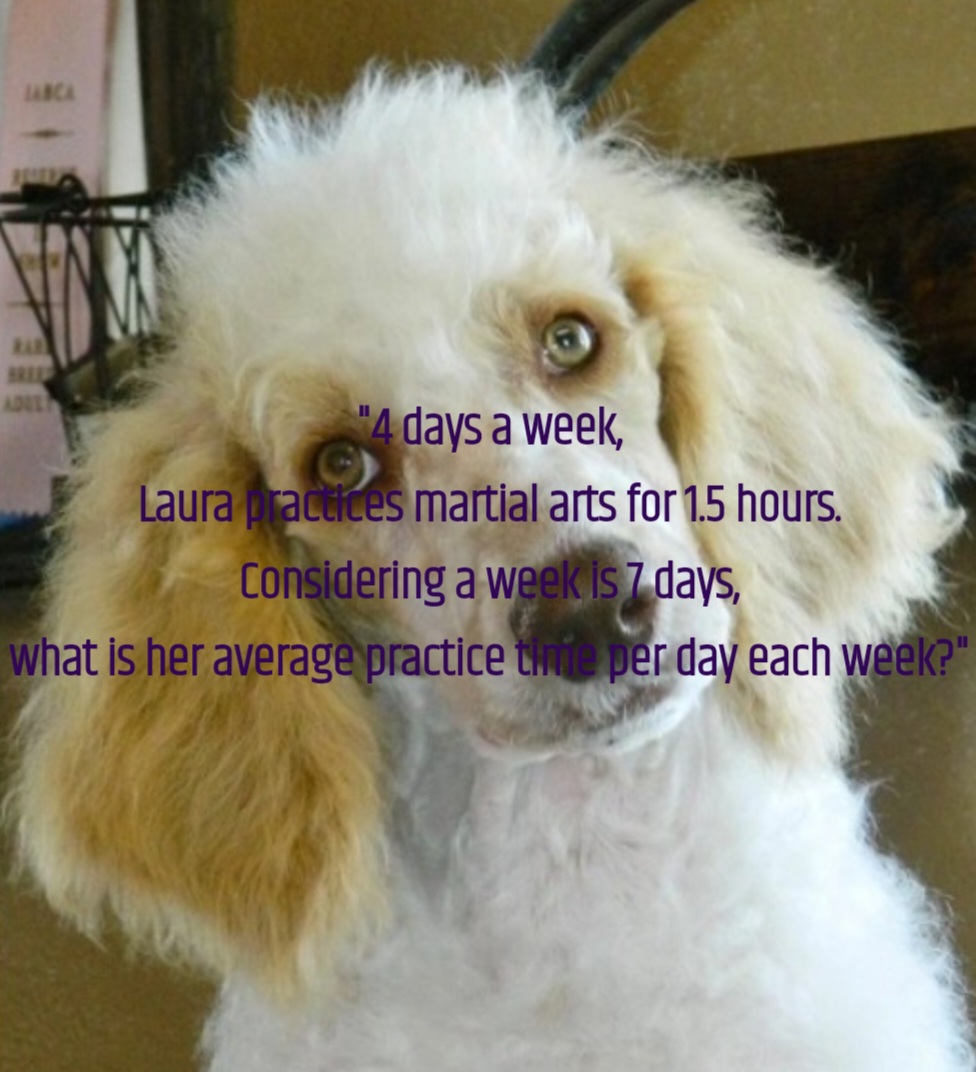 JABCA
"4 days a week,
Laura practices martial arts for 1.5 hours.
Considering a week is 7 days,
what is her average practice time per day each week?"